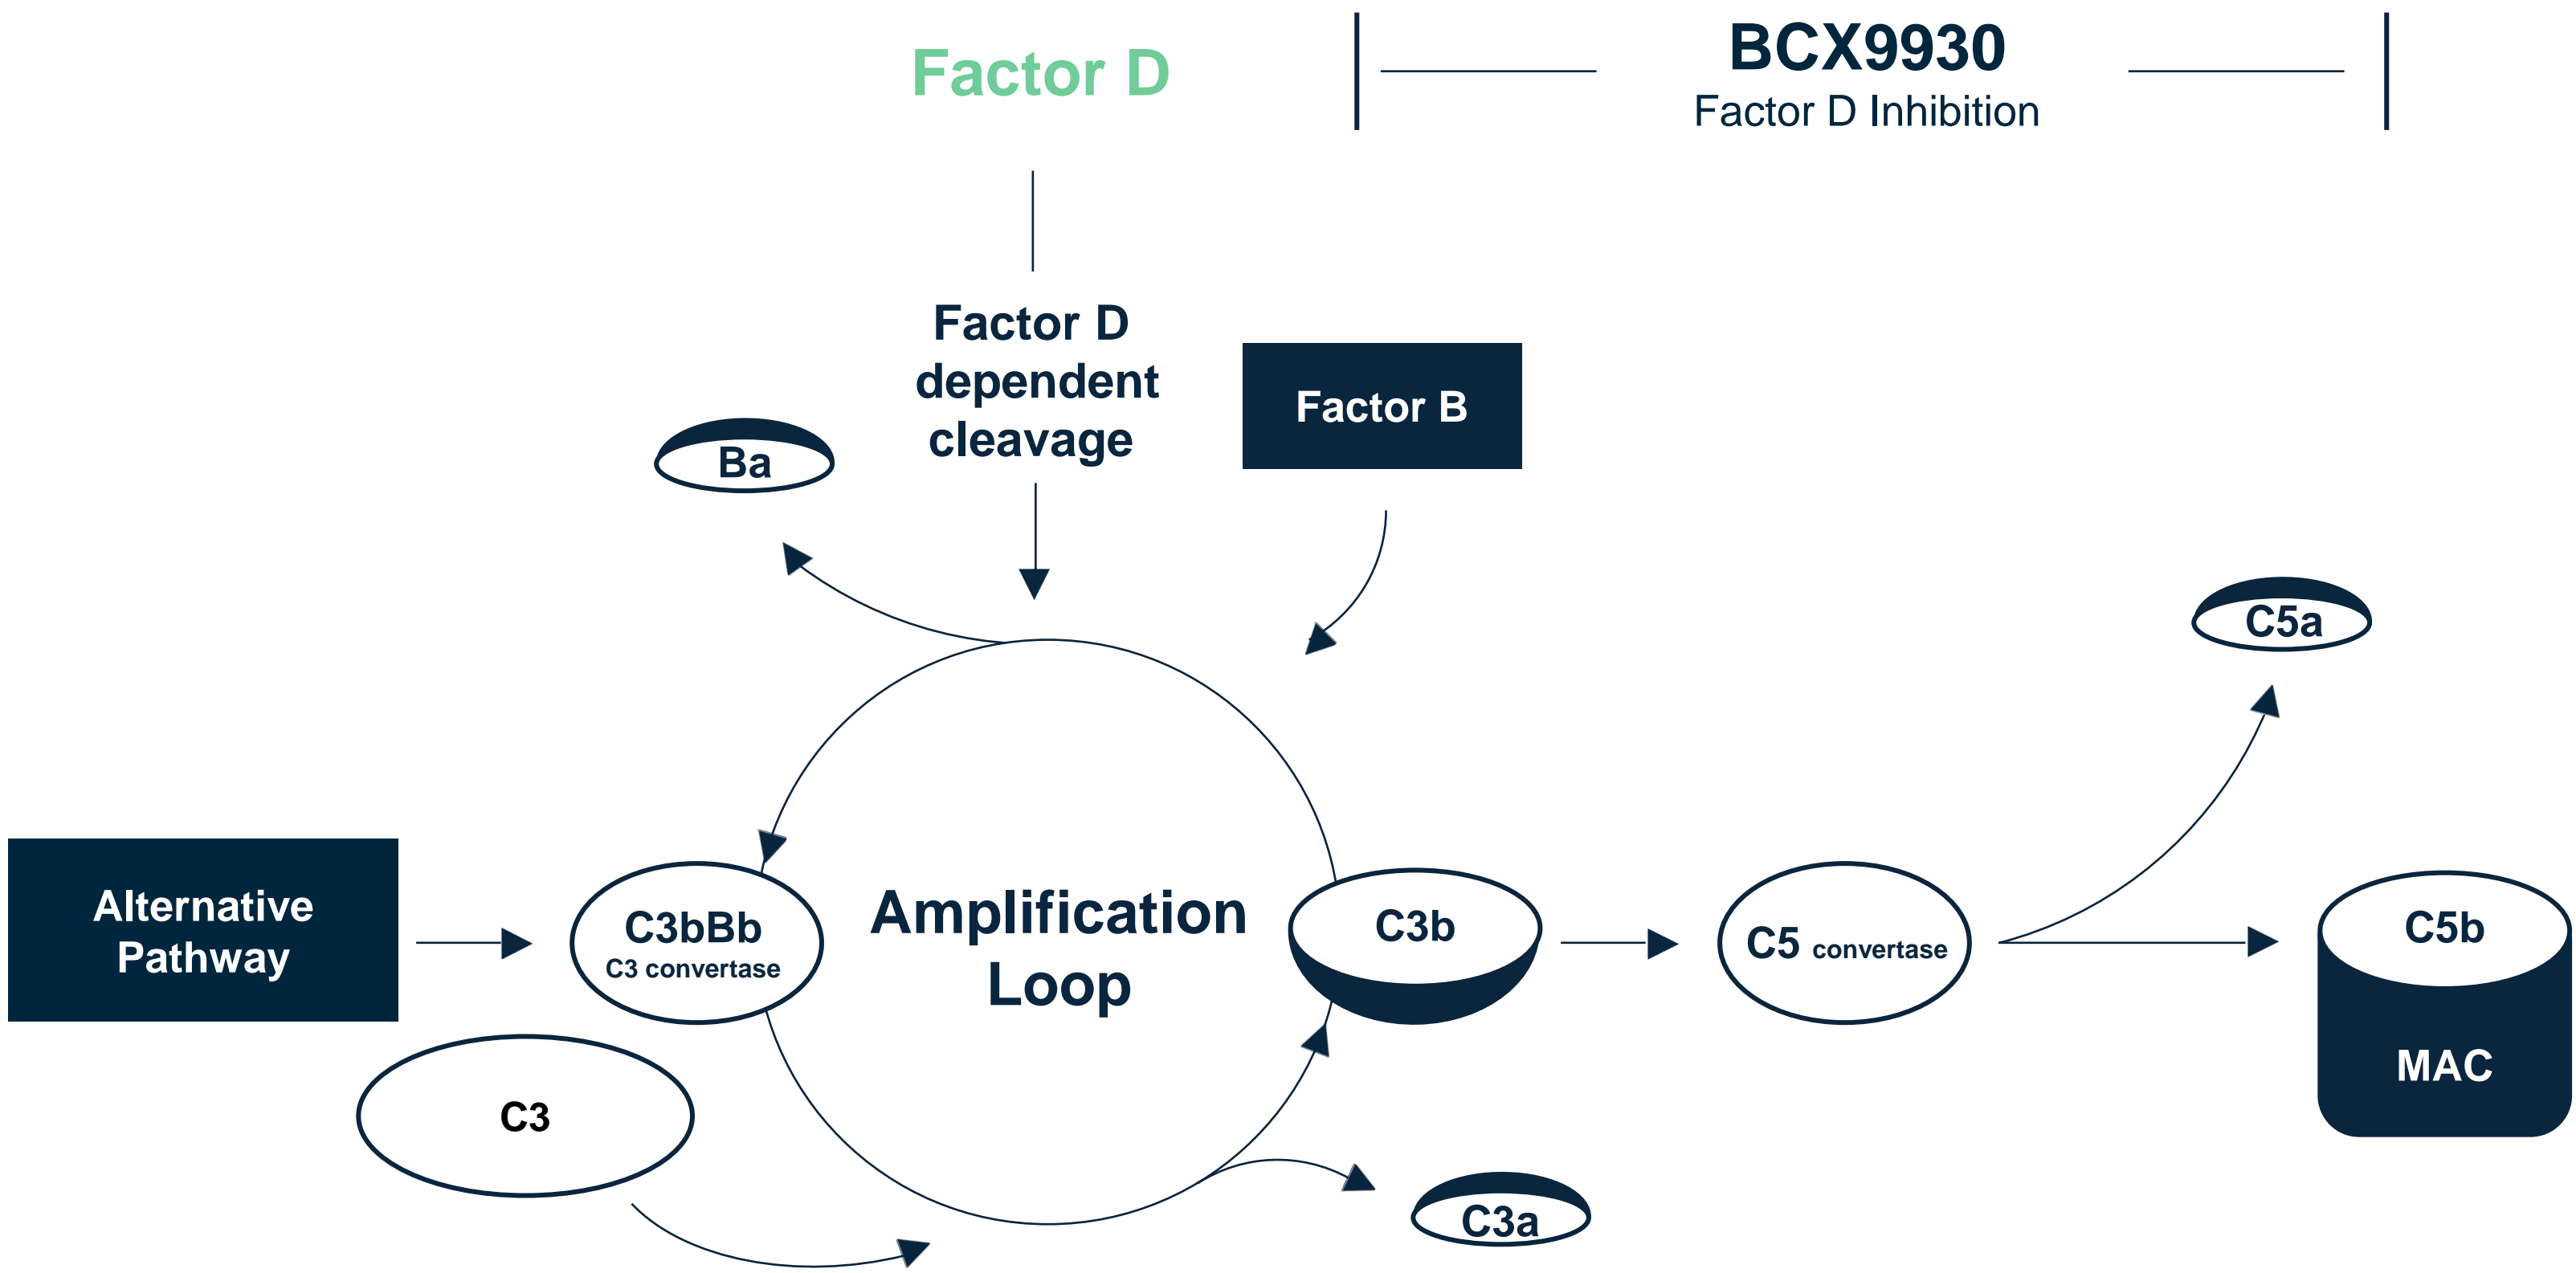 Factor D
BCX9930
Factor D Inhibition
Factor D
dependent
cleavage
Factor B
Ba
C5a
Alternative
Pathway
C3bBb
C3 convertase
Amplification
Loop
C3b
C5 convertase
C5b
MAC
C3
C3a